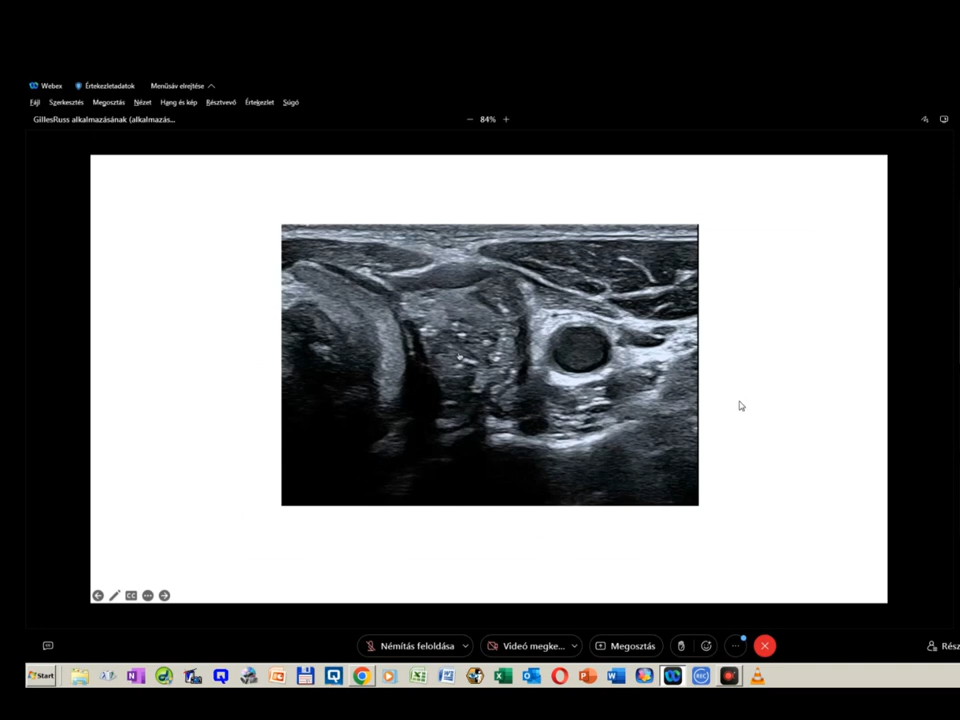 Webex Értekezletadatok Menüsáv elrejtése
Fájl Szerkesztés Megosztás Nézet Hang és kép Résztvevő Értekezlet Súgó
GillesRuss alkalmazásának (alkalmazás... − 84% +
CC
Némítás feloldása Videó megke... Megosztás Rész
Start
REC